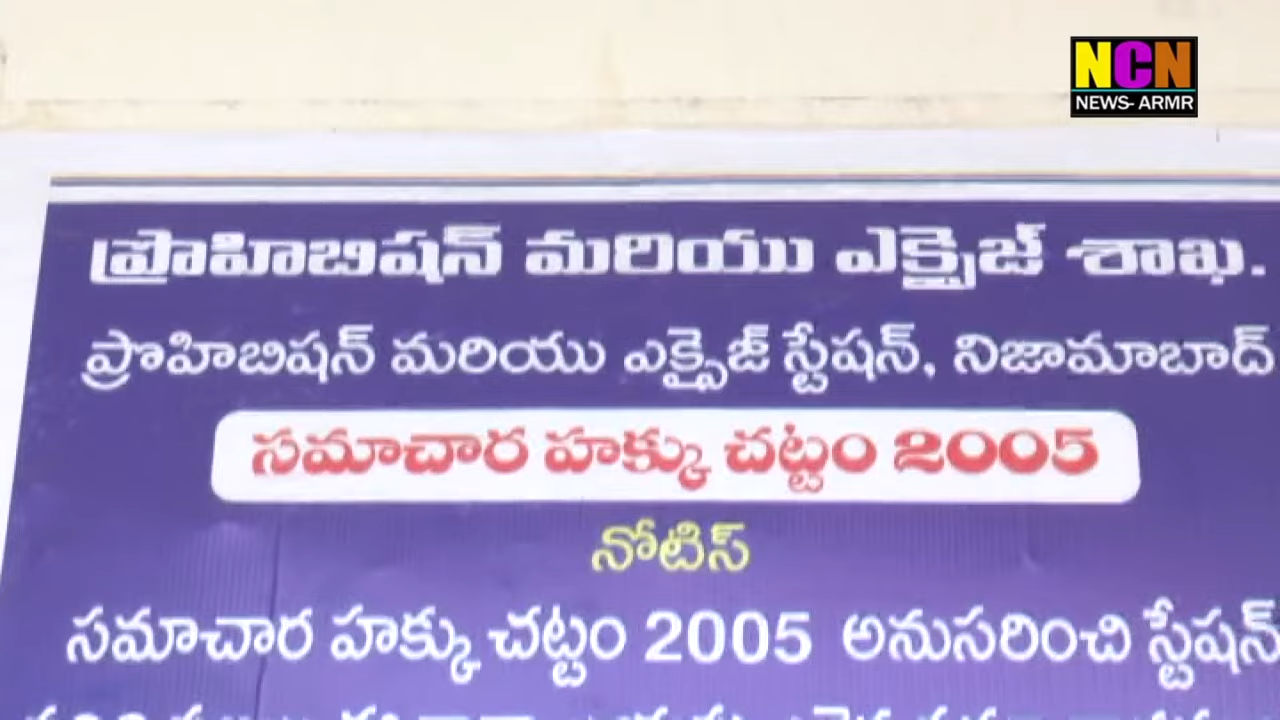 NCN
NEWS- ARMR
ప్రొహిబిషన్ మరియు ఎక్సైజ్ శాఖ.
ప్రొహిబిషన్ మరియు ఎక్సైజ్ స్టేషన్, నిజామాబాద్
సమాచార హక్కు చట్టం 2005
నోటిస్
సమాచార హక్కు చట్టం 2005 అనుసరించి స్టేషన్